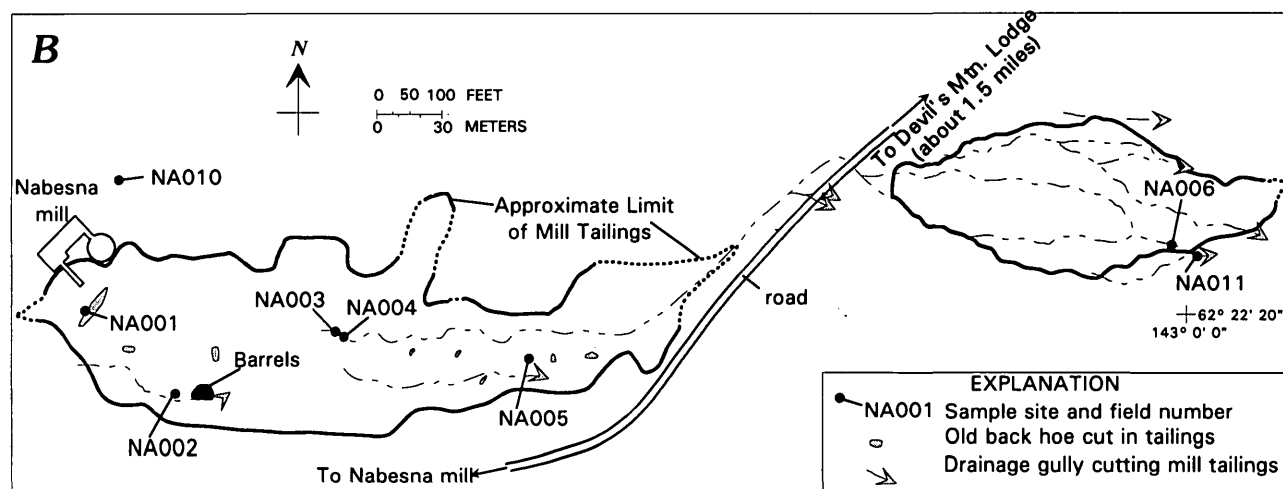 B
N
0 50 100 FEET
0 30 METERS
To Devil's Mtn. Lodge
(about 1.5 miles)
NA010
Nabesna
mill
Approximate Limit
of Mill Tailings
NA006
NA011
NA003
NA004
road
NA001
62° 22' 20"
143° 0' 0"
Barrels
NA002
NA005
To Nabesna mill
EXPLANATION
NA001 Sample site and field number
Old back hoe cut in tailings
Drainage gully cutting mill tailings